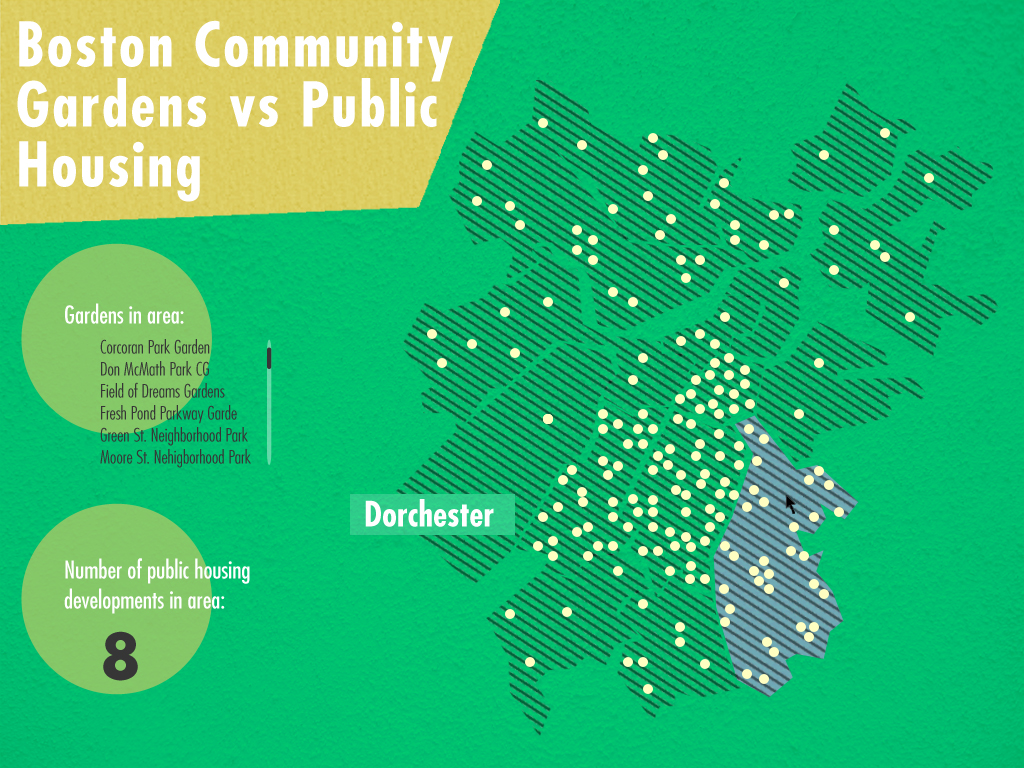 Boston Community
Gardens vs Public
Housing
Gardens in area:
Corcoran Park Garden
Don McMath Park CG
Field of Dreams Gardens
Fresh Pond Parkway Garde
Green St. Neighborhood Park
Moore St. Nehigborhood Park
Dorchester
Number of public housing
developments in area:
8